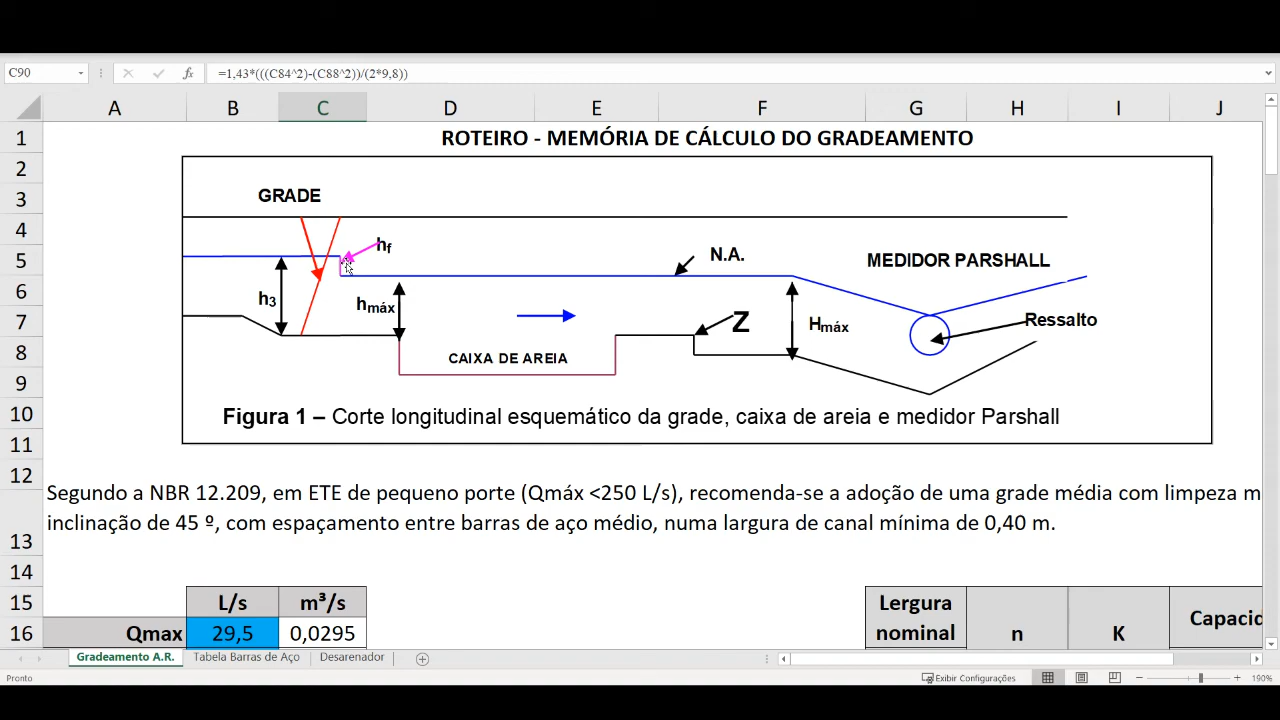 C90
=1,43*(((C84^2)-(C88^2))/(2*9,8))
A B C D E F G H I J
1 ROTEIRO - MEMÓRIA DE CÁLCULO DO GRADEAMENTO
2
3 GRADE
4
hf
5 N.A. MEDIDOR PARSHALL
6 h3 hmáx
7 Z Hmáx Ressalto
8 CAIXA DE AREIA
9
10 Figura 1 – Corte longitudinal esquemático da grade, caixa de areia e medidor Parshall
11
12
Segundo a NBR 12.209, em ETE de pequeno porte (Qmáx <250 L/s), recomenda-se a adoção de uma grade média com limpeza m
13 inclinação de 45 º, com espaçamento entre barras de aço médio, numa largura de canal mínima de 0,40 m.
14
15 L/s m³/s Lergura
16 Qmax 29,5 0,0295 nominal n K Capacid
Gradeamento A.R. Tabela Barras de Aço Desarenador
Pronto Exibir Configurações 190%